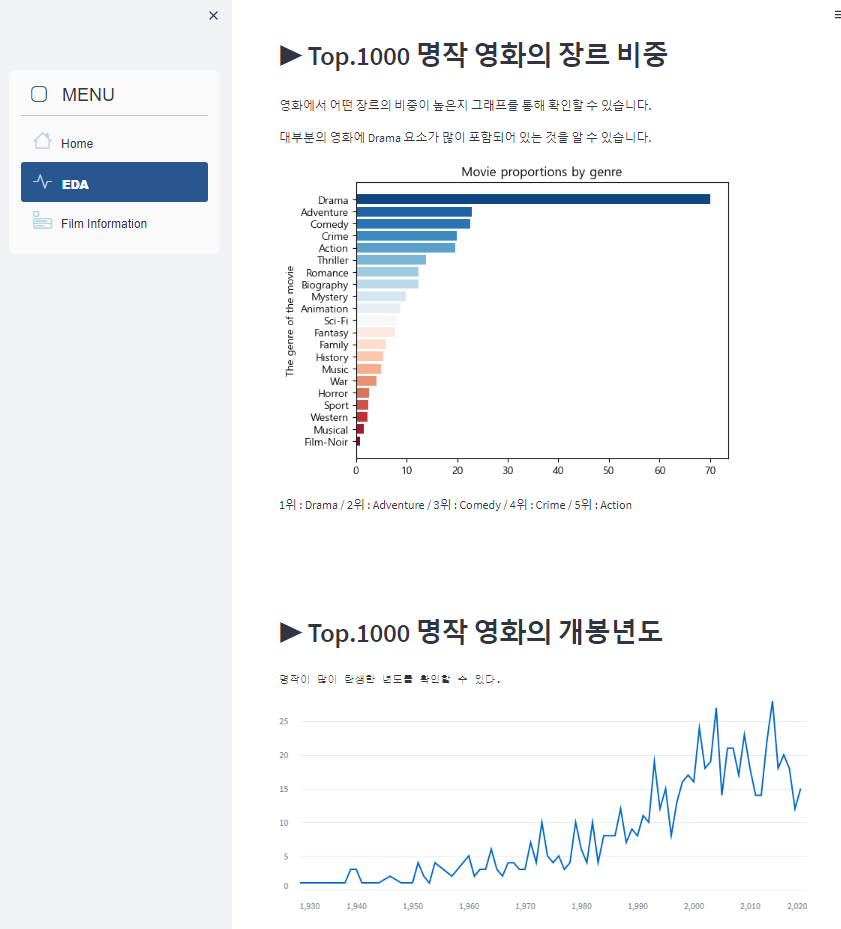 ×
MENU
Home
EDA
Film Information
▶ Top.1000 명작 영화의 장르 비중
영화에서 어떤 장르의 비중이 높은지 그래프를 통해 확인할 수 있습니다.
대부분의 영화에 Drama 요소가 많이 포함되어 있는 것을 알 수 있습니다.
Movie proportions by genre
The genre of the movie
Drama
Adventure
Comedy
Crime
Action
Thriller
Romance
Biography
Mystery
Animation
Sci-Fi
Fantasy
Family
History
Music
War
Horror
Sport
Western
Musical
Film-Noir
0 10 20 30 40 50 60 70
1위 : Drama / 2위 : Adventure / 3위 : Comedy / 4위 : Crime / 5위 : Action
▶ Top.1000 명작 영화의 개봉년도
명작이 많이 탄생한 년도를 확인할 수 있다.
25
20
15
10
5
0
1,930 1,940 1,950 1,960 1,970 1,980 1,990 2,000 2,010 2,020